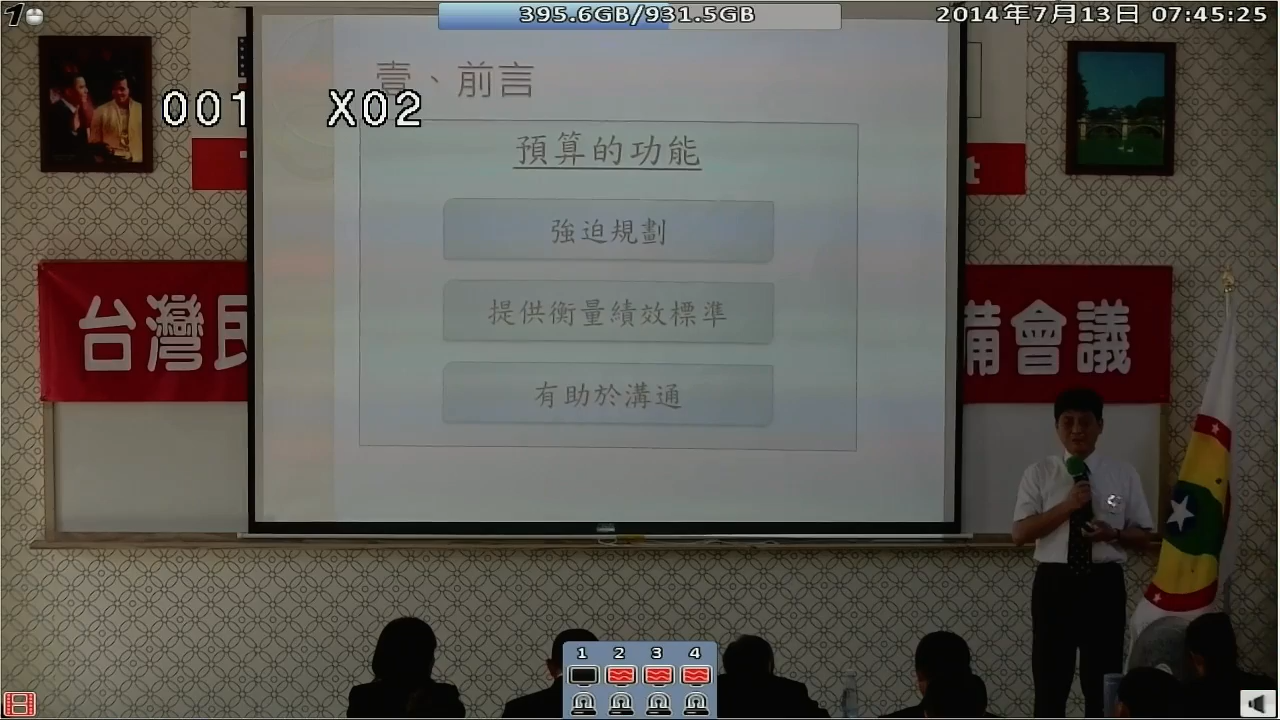 1
395.6GB/931.5GB
2014年7月13日 07:45:25
壹、前言
001 X02
預算的功能
t
強迫規劃
台灣民
備會議
提供衡量績效標準
有助於溝通
1 2 3 4